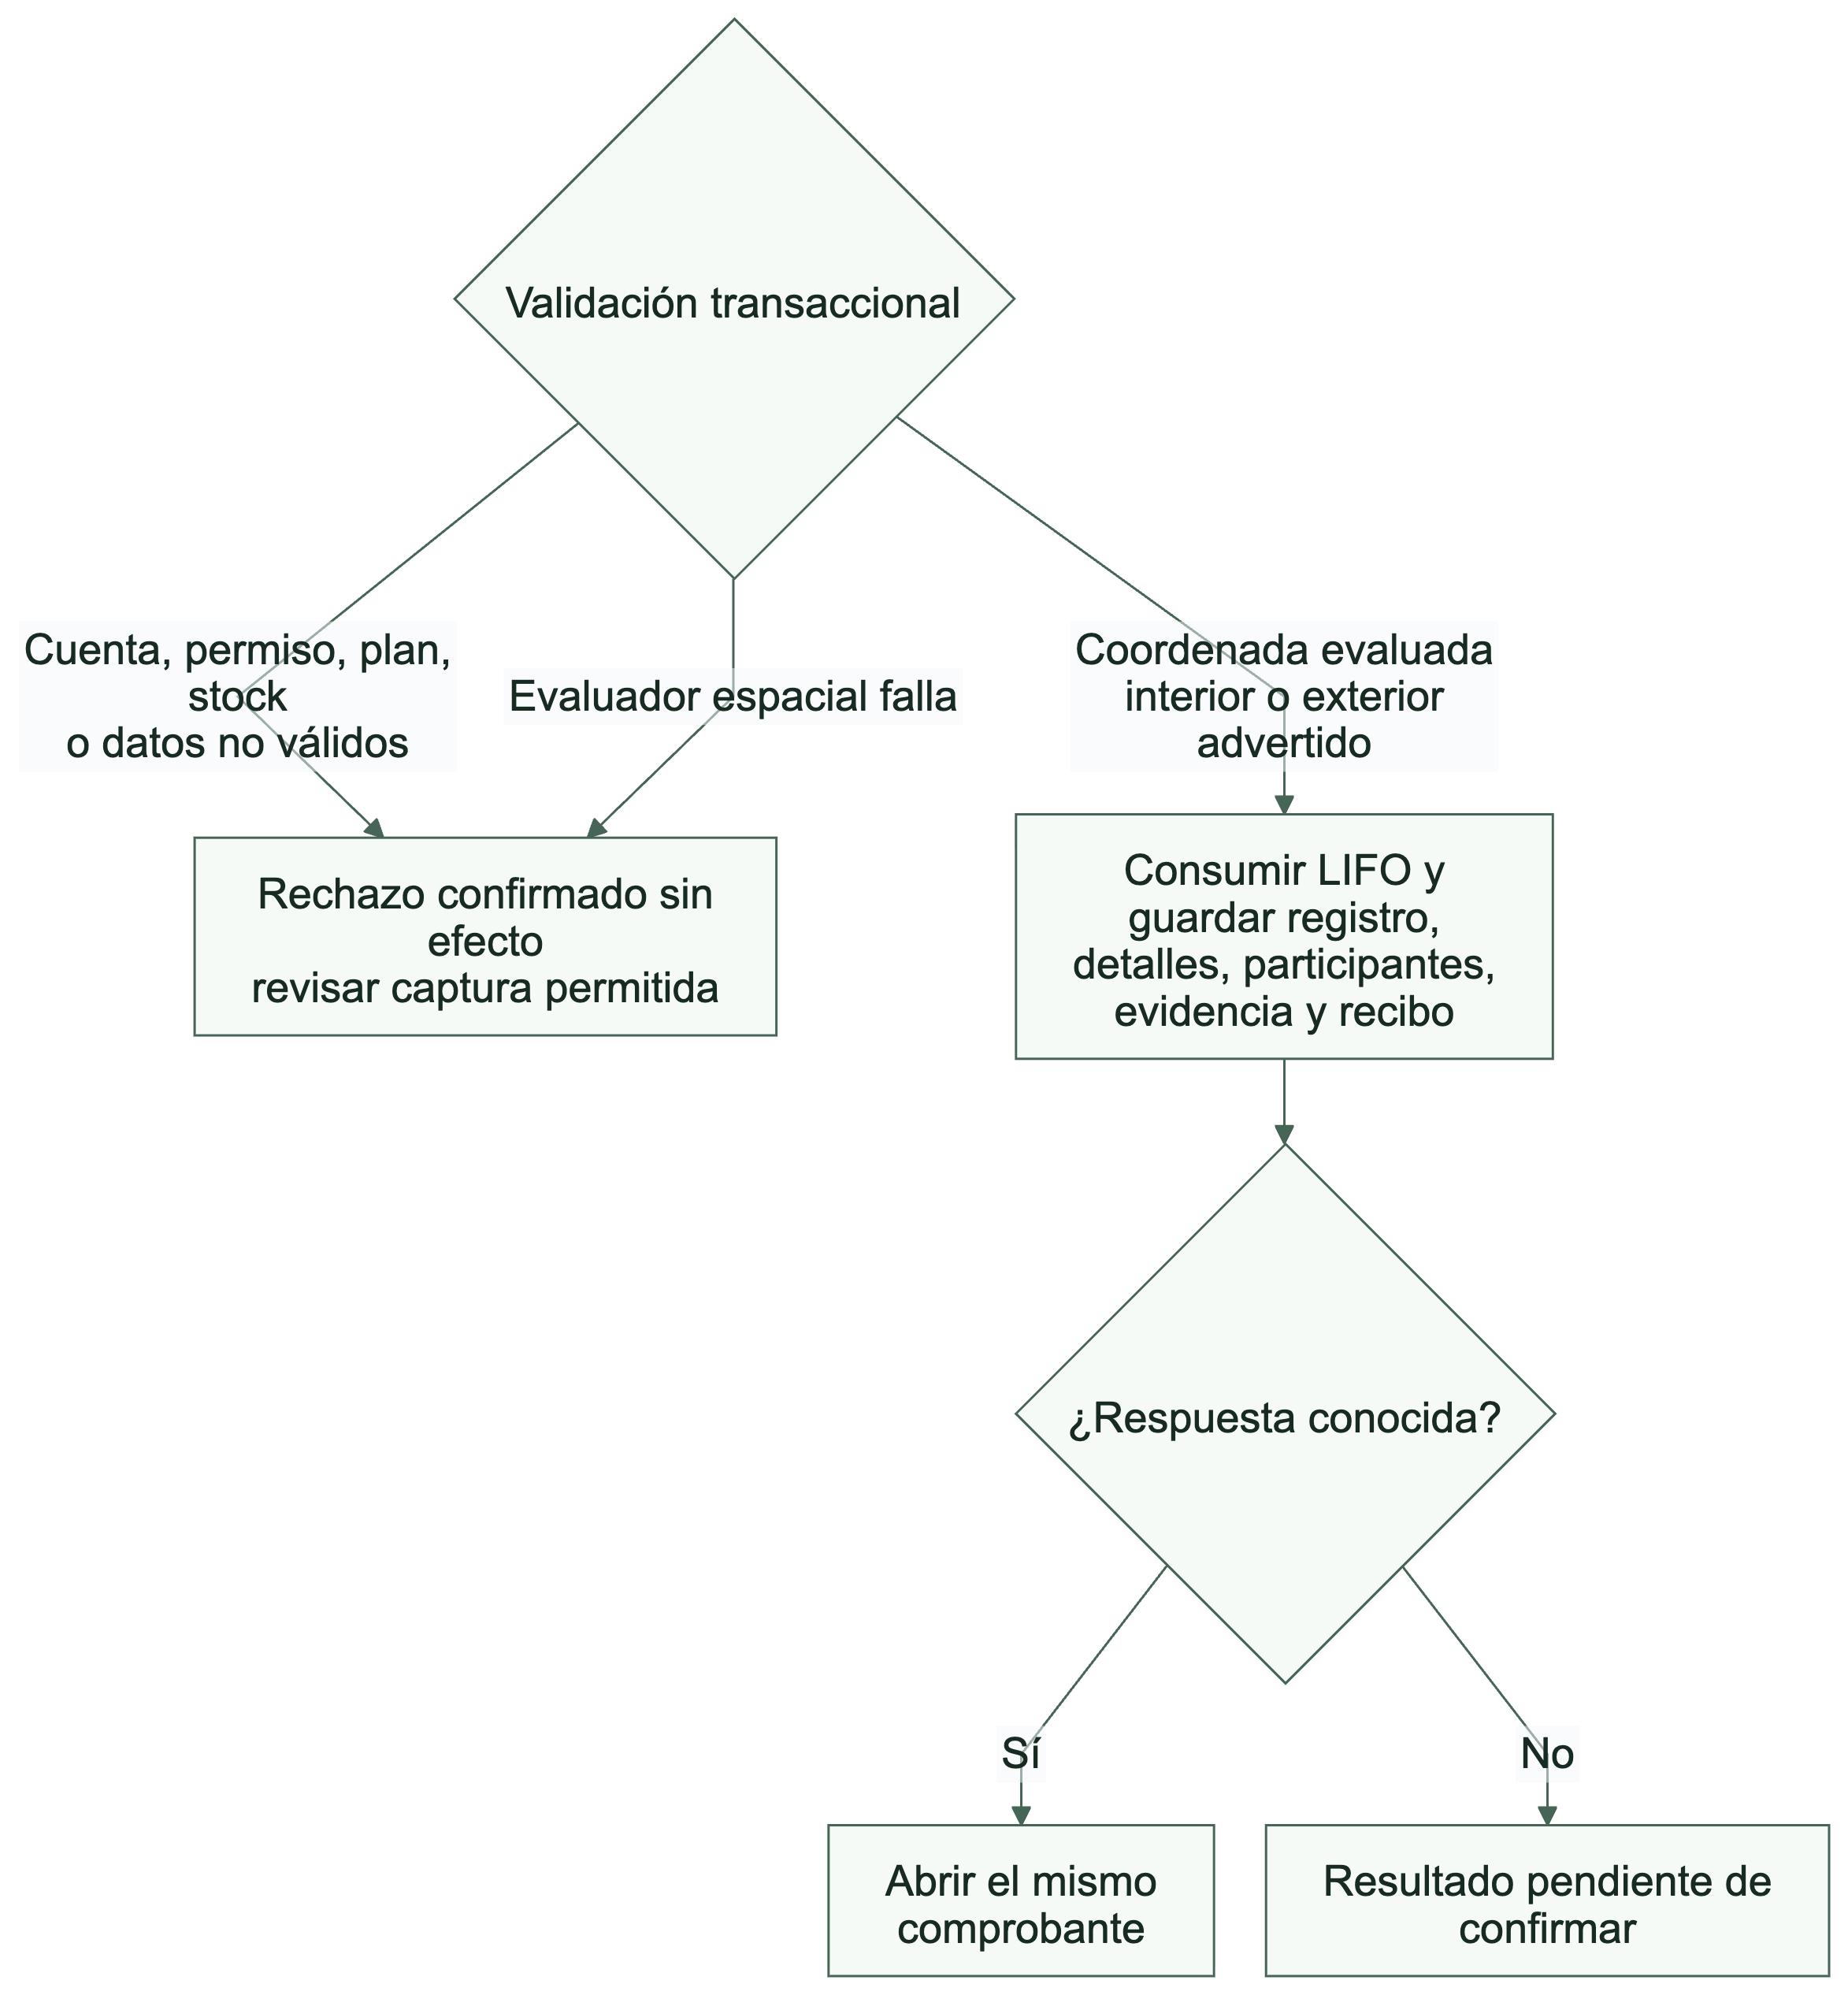 Validación transaccional
Cuenta, permiso, plan,
stock
o datos no válidos
Evaluador espacial falla
Coordenada evaluada
interior o exterior
advertido
Rechazo confirmado sin
efecto
revisar captura permitida
Consumir LIFO y
guardar registro,
detalles, participantes,
evidencia y recibo
¿Respuesta conocida?
Sí
No
Abrir el mismo
comprobante
Resultado pendiente de
confirmar